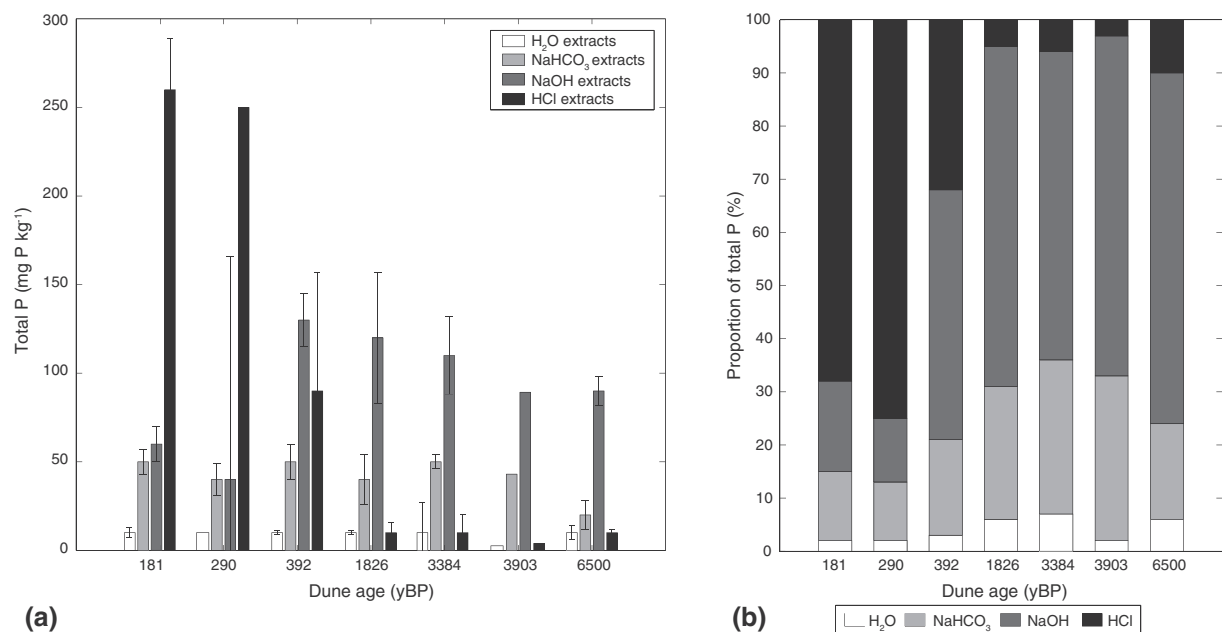 300
250
200
150
100
50
0
Total P (mg P kg⁻¹)
H₂O extracts
NaHCO₃ extracts
NaOH extracts
HCl extracts
181 290 392 1826 3384 3903 6500
Dune age (yBP)
(a)
100
90
80
70
60
50
40
30
20
10
0
Proportion of total P (%)
181 290 392 1826 3384 3903 6500
Dune age (yBP)
(b)
H₂O NaHCO₃ NaOH HCl